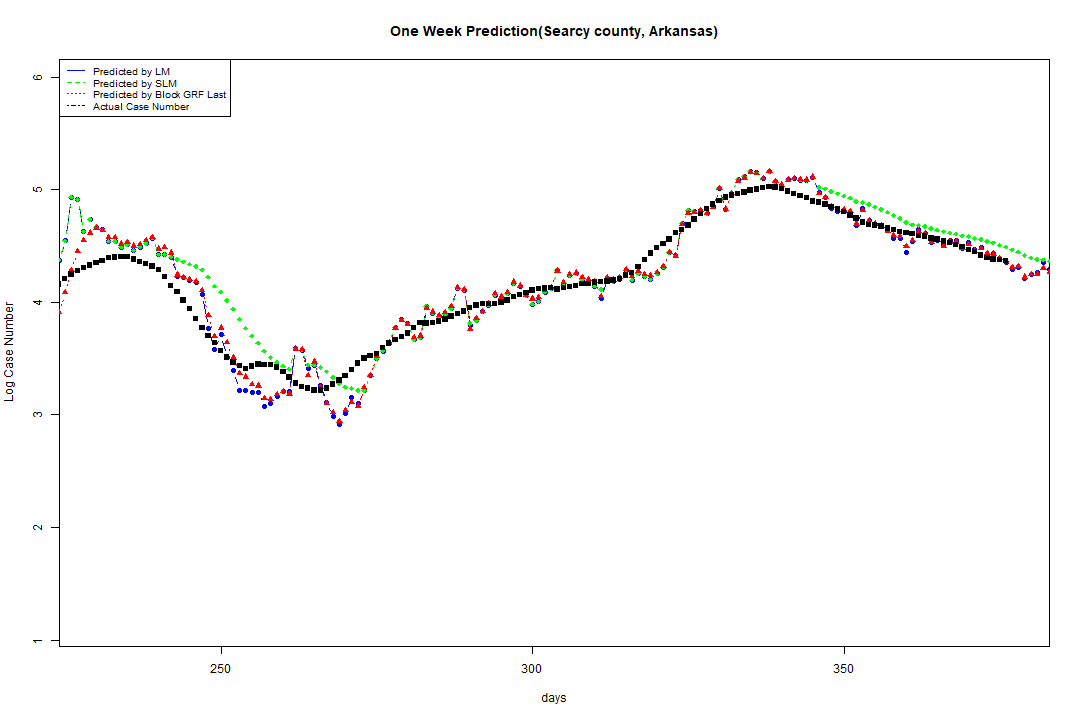 One Week Prediction(Searcy county, Arkansas)
Predicted by LM
Predicted by SLM
Predicted by Block GRF Last
Actual Case Number
6
5
4
3
2
1
Log Case Number
250
300
350
days